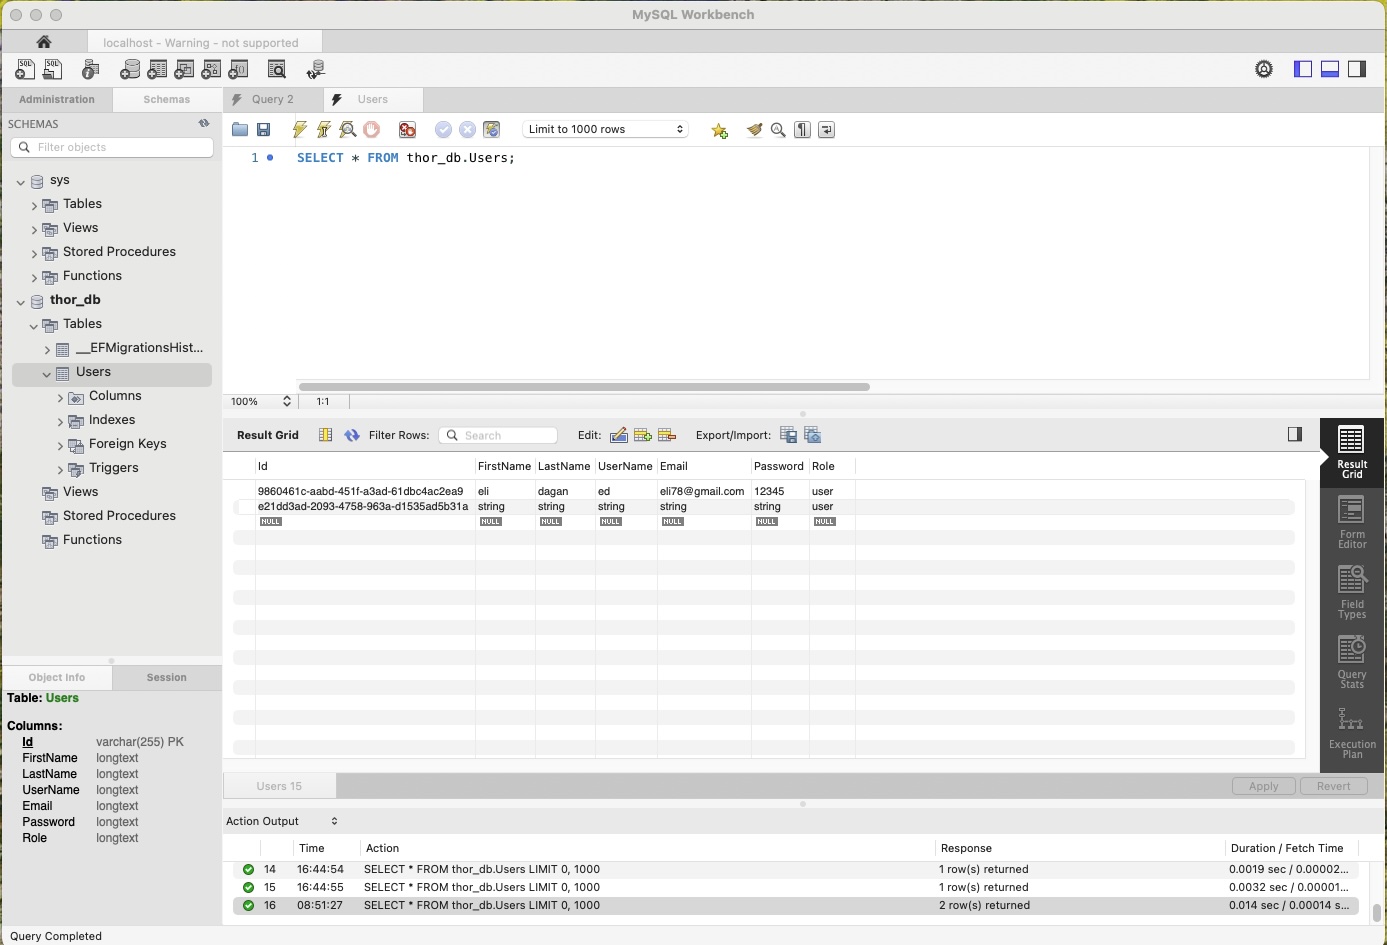 MySQL Workbench
localhost - Warning - not supported
Administration Schemas Query 2 Users
SCHEMAS
Filter objects
Limit to 1000 rows
1 SELECT * FROM thor_db.Users;
sys
Tables
Views
Stored Procedures
Functions
thor_db
Tables
__EFMigrationsHist...
Users
Columns
Indexes
Foreign Keys
Triggers
Views
Stored Procedures
Functions
100% 1:1
Result Grid Filter Rows: Search Edit: Export/Import:
Id FirstName LastName UserName Email Password Role
9860461c-aabd-451f-a3ad-61dbc4ac2ea9 eli dagan ed eli78@gmail.com 12345 user
e21dd3ad-2093-4758-963a-d1535ad5b31a string string string string string user
NULL NULL NULL NULL NULL NULL NULL
Result
Grid
Form
Editor
Field
Types
Query
Stats
Execution
Plan
Object Info Session
Table: Users
Columns:
Id varchar(255) PK
FirstName longtext
LastName longtext
UserName longtext
Email longtext
Password longtext
Role longtext
Users 15 Apply Revert
Action Output
Time Action Response Duration / Fetch Time
14 16:44:54 SELECT * FROM thor_db.Users LIMIT 0, 1000 1 row(s) returned 0.0019 sec / 0.00002...
15 16:44:55 SELECT * FROM thor_db.Users LIMIT 0, 1000 1 row(s) returned 0.0032 sec / 0.00001...
16 08:51:27 SELECT * FROM thor_db.Users LIMIT 0, 1000 2 row(s) returned 0.014 sec / 0.00014 s...
Query Completed